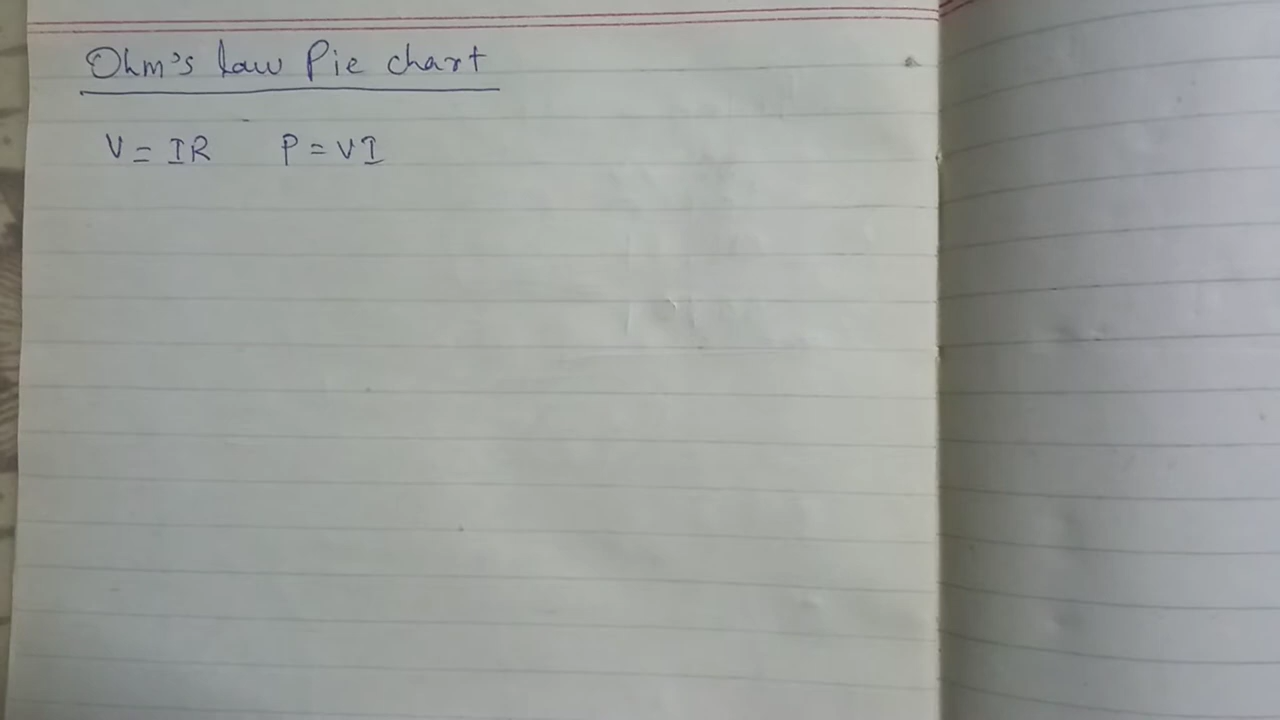 Ohm's law Pie chart
V = IR P = VI